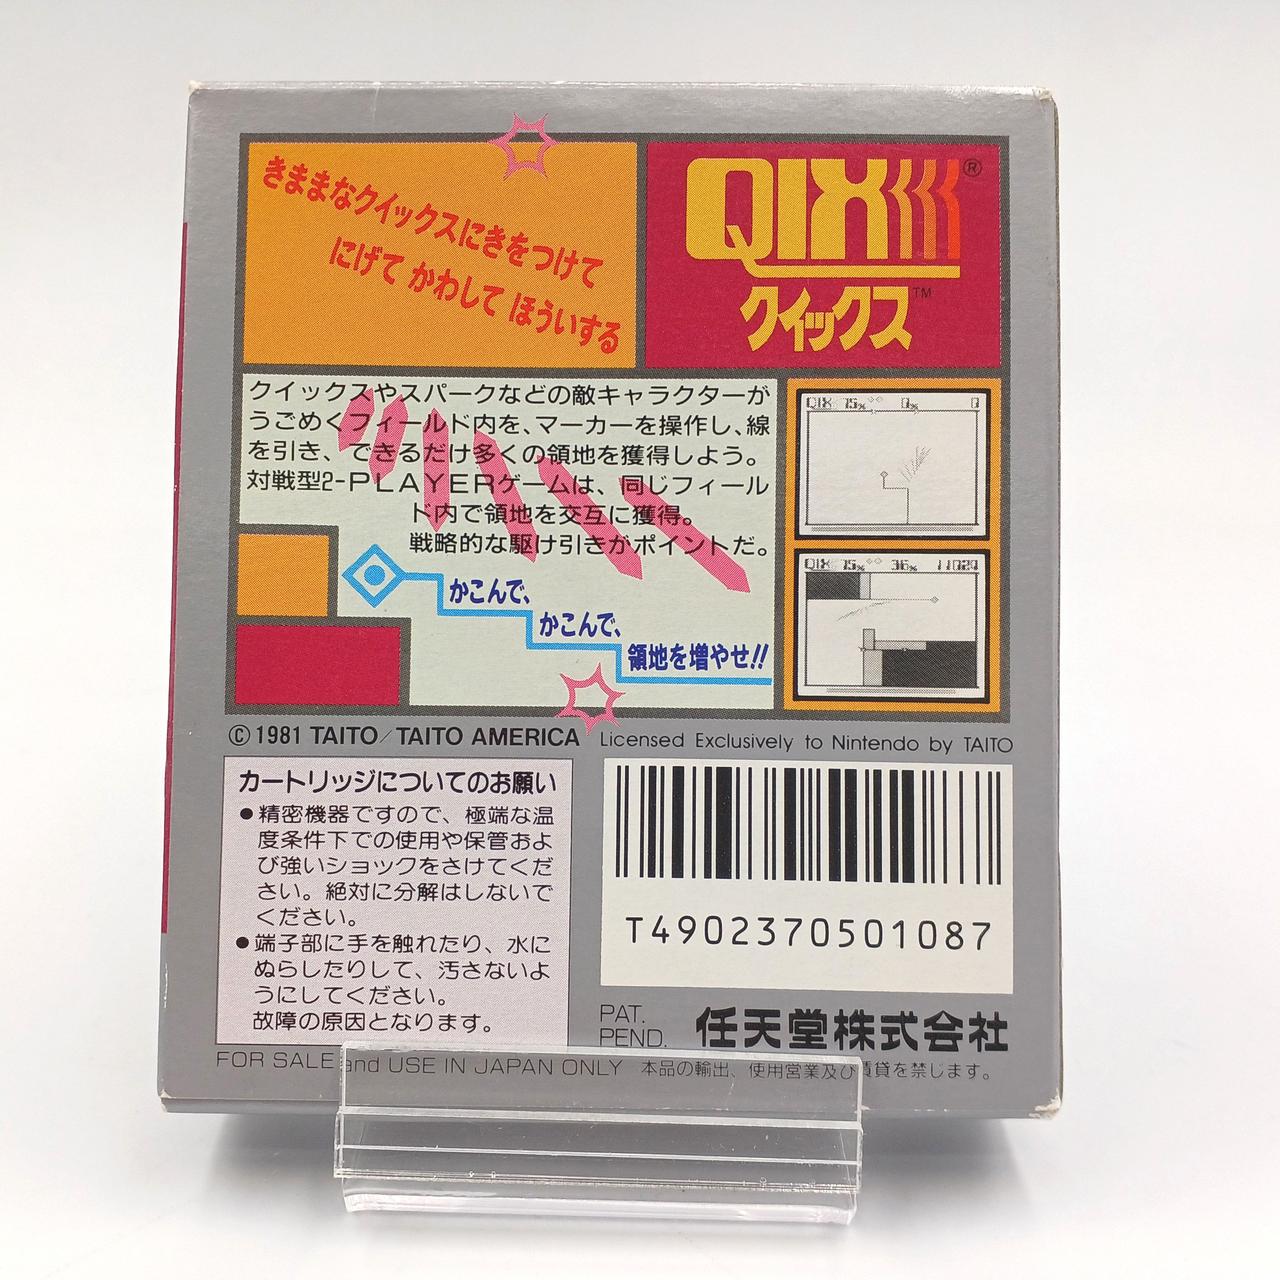 きままなクイックスにきをつけて
にげて かわして ほういする
QIX®
クイックス™
クイックスやスパークなどの敵キャラクターが
うごめくフィールド内を、マーカーを操作し、線
を引き、できるだけ多くの領地を獲得しよう。
対戦型2-PLAYERゲームは、同じフィール
ド内で領地を交互に獲得。
戦略的な駆け引きがポイントだ。
かこんで、
かこんで、
領地を増やせ!!
QIX 75% 0% 0
QIX 75% 36% 11024
©1981 TAITO/TAITO AMERICA Licensed Exclusively to Nintendo by TAITO
カートリッジについてのお願い
●精密機器ですので、極端な温
度条件下での使用や保管およ
び強いショックをさけてくだ
さい。絶対に分解はしないで
ください。
●端子部に手を触れたり、水に
ぬらしたりして、汚さないよ
うにしてください。
故障の原因となります。
T4902370501087
PAT.
PEND.
任天堂株式会社
FOR SALE and USE IN JAPAN ONLY 本品の輸出、使用営業及び賃貸を禁じます。